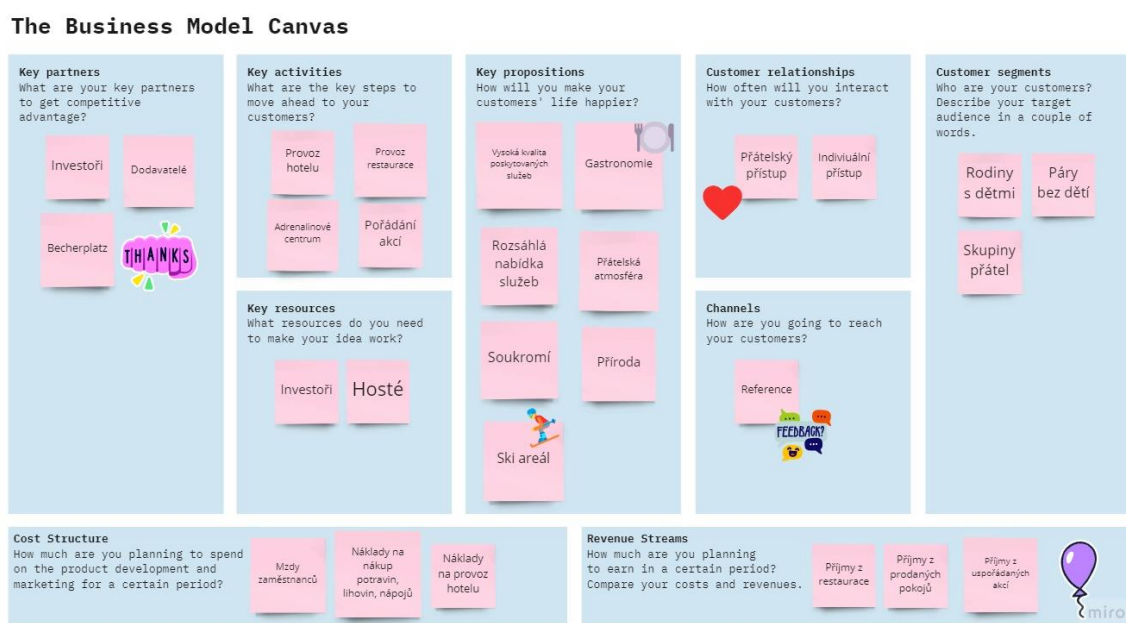 The Business Model Canvas
Key partners
What are your key partners
to get competitive
advantage?
Investoři
Dodavatelé
Becherplatz
THANKS
Key activities
What are the key steps to
move ahead to your
customers?
Provoz
hotelu
Provoz
restaurace
Adrenalinové
centrum
Pořádání
akcí
Key resources
What resources do you need
to make your idea work?
Investoři
Hosté
Key propositions
How will you make your
customers' life happier?
Vysoká kvalita
poskytovaných
služeb
Gastronomie
Rozsáhlá
nabídka
služeb
Přátelská
atmosféra
Soukromí
Příroda
Ski areál
Customer relationships
How often will you interact
with your customers?
Přátelský
přístup
Indiviuální
přístup
Channels
How are you going to reach
your customers?
Reference
FEEDBACK?
Customer segments
Who are your customers?
Describe your target
audience in a couple of
words.
Rodiny
s dětmi
Páry
bez dětí
Skupiny
přátel
Cost Structure
How much are you planning to spend
on the product development and
marketing for a certain period?
Mzdy
zaměstnanců
Náklady na
nákup
potravin,
lihovin, nápojů
Náklady
na provoz
hotelu
Revenue Streams
How much are you planning
to earn in a certain period?
Compare your costs and revenues.
Příjmy z
restaurace
Příjmy z
prodaných
pokojů
Příjmy z
uspořádaných
akcí
miro